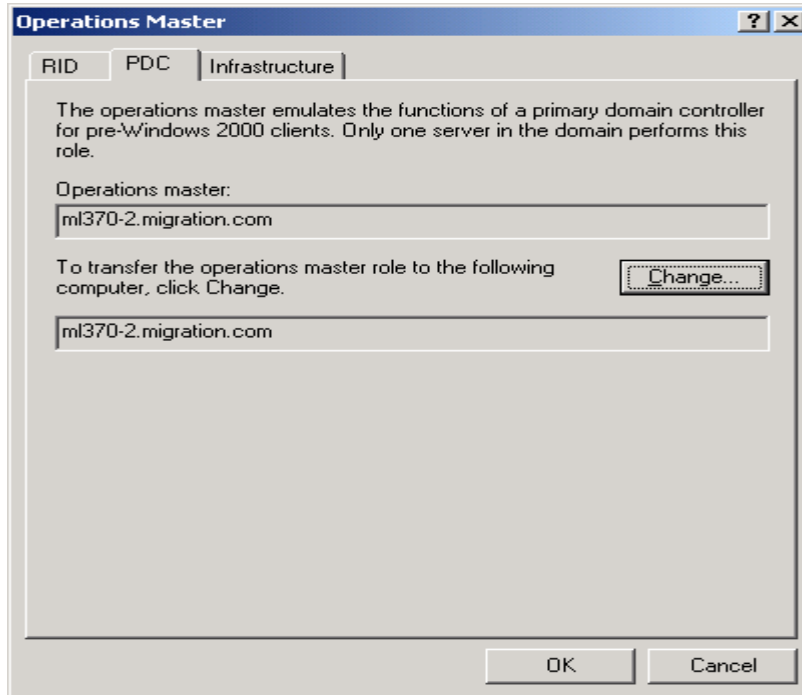 Operations Master
RID PDC Infrastructure
The operations master emulates the functions of a primary domain controller
for pre-Windows 2000 clients. Only one server in the domain performs this
role.
Operations master:
ml370-2.migration.com
To transfer the operations master role to the following
computer, click Change.
Change...
ml370-2.migration.com
OK Cancel